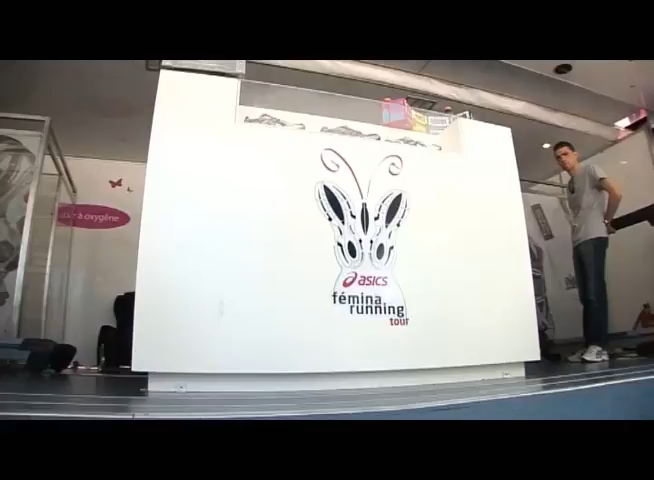 à oxygène
asics
fémina
running
tour